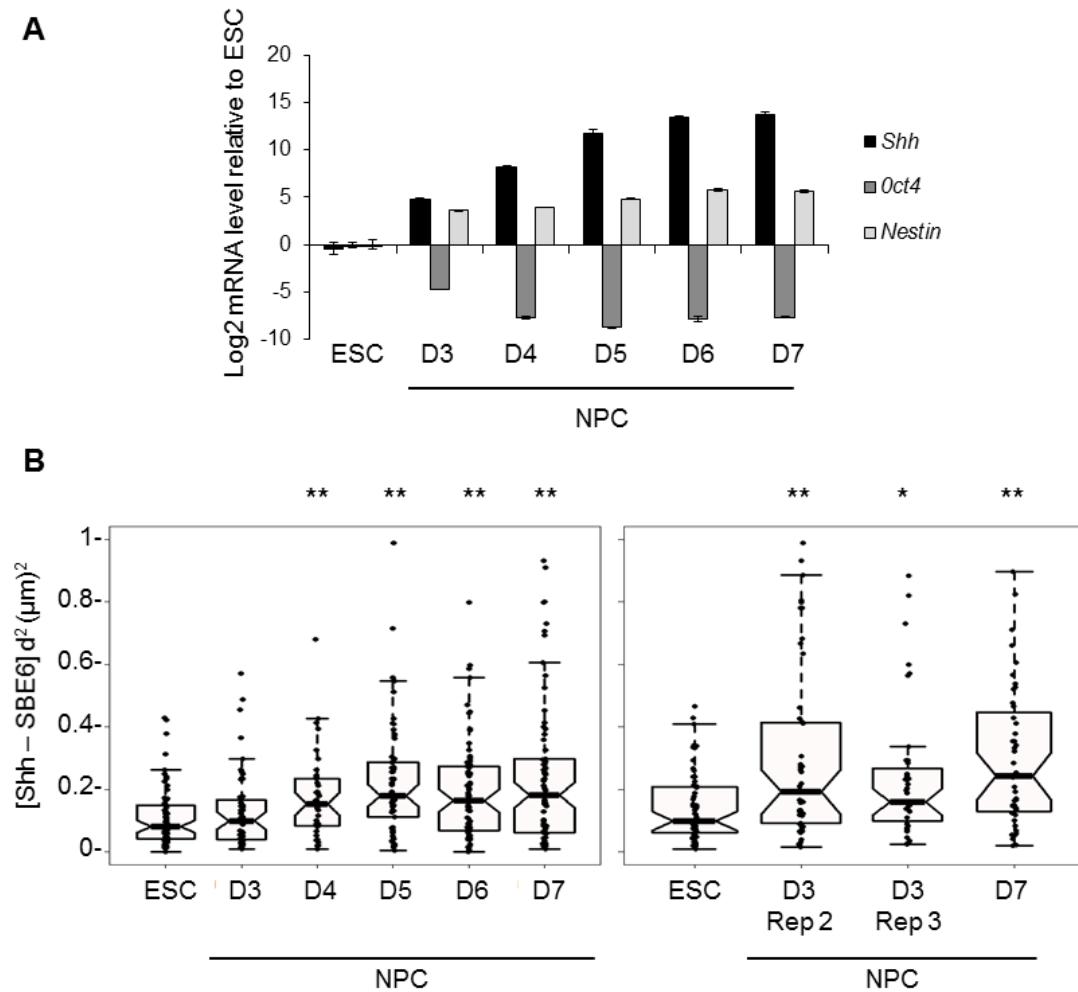 A
Log2 mRNA level relative to ESC
20
15
10
5
0
-5
-10
ESC D3 D4 D5 D6 D7
NPC
Shh
0ct4
Nestin
B
** ** ** **
** * **
[Shh – SBE6] d² (µm)²
1-
0.8-
0.6-
0.4-
0.2-
0-
ESC D3 D4 D5 D6 D7
NPC
ESC D3 D3 D7
Rep 2 Rep 3
NPC